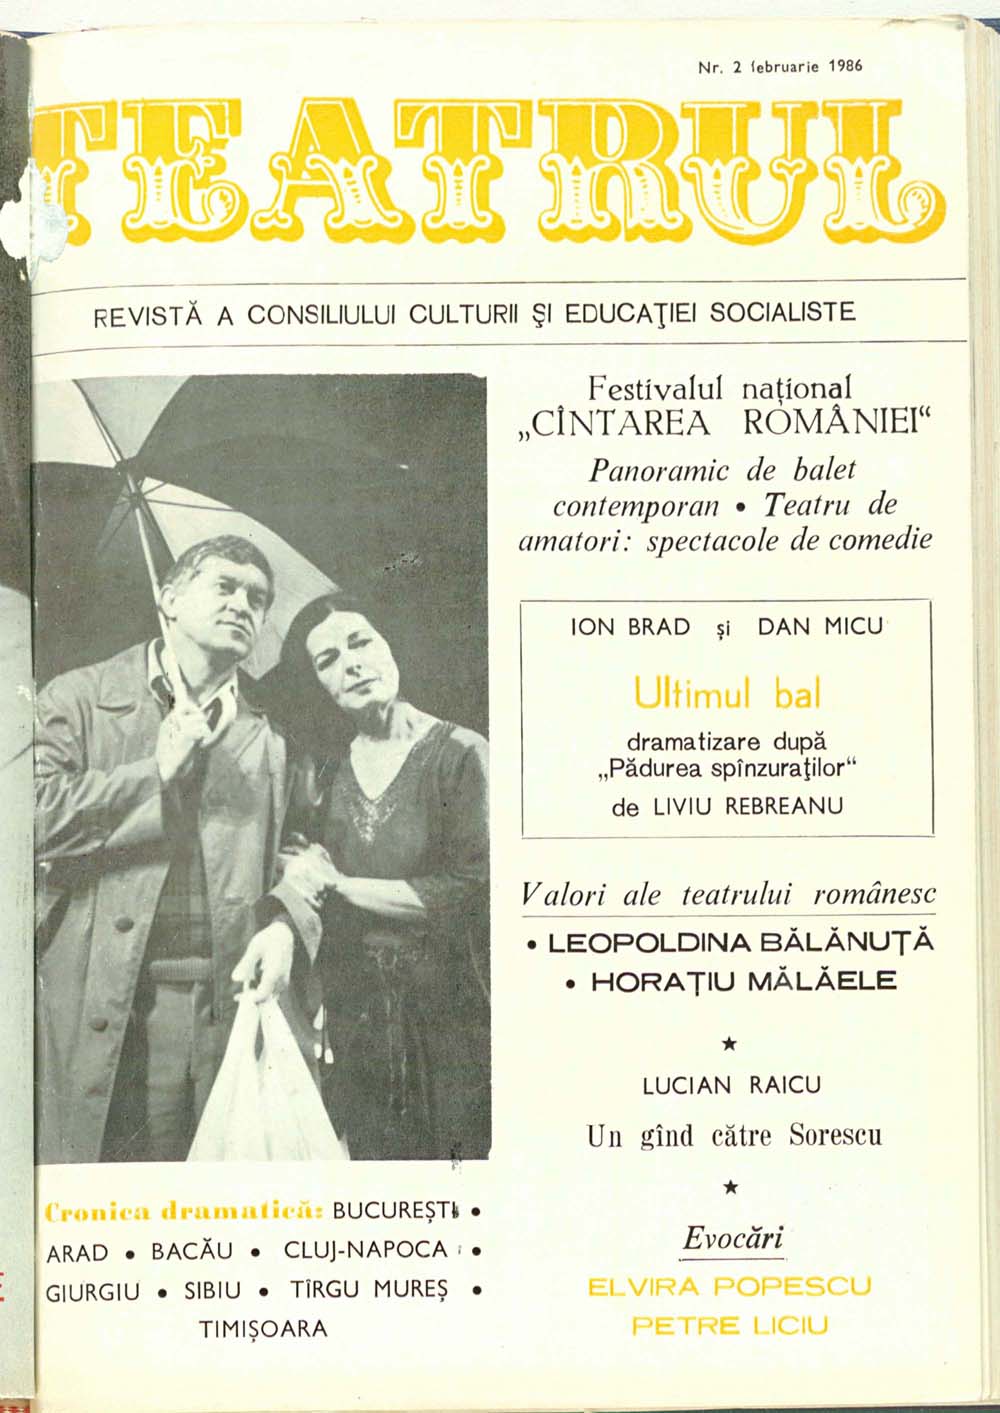 Nr. 2 februarie 1986
TEATRUL
REVISTĂ A CONSILIULUI CULTURII ŞI EDUCAŢIEI SOCIALISTE
Festivalul naţional
„CÎNTAREA ROMÂNIEI“
Panoramic de balet
contemporan • Teatru de
amatori: spectacole de comedie
ION BRAD şi DAN MICU
Ultimul bal
dramatizare după
„Pădurea spînzuraţilor“
de LIVIU REBREANU
Valori ale teatrului românesc
• LEOPOLDINA BĂLĂNUŢĂ
• HORAŢIU MĂLĂELE
★
LUCIAN RAICU
Un gînd către Sorescu
★
Evocări
ELVIRA POPESCU
PETRE LICIU
Cronica dramatică: BUCUREŞTI •
ARAD • BACĂU • CLUJ-NAPOCA •
GIURGIU • SIBIU • TÎRGU MUREŞ •
TIMIŞOARA